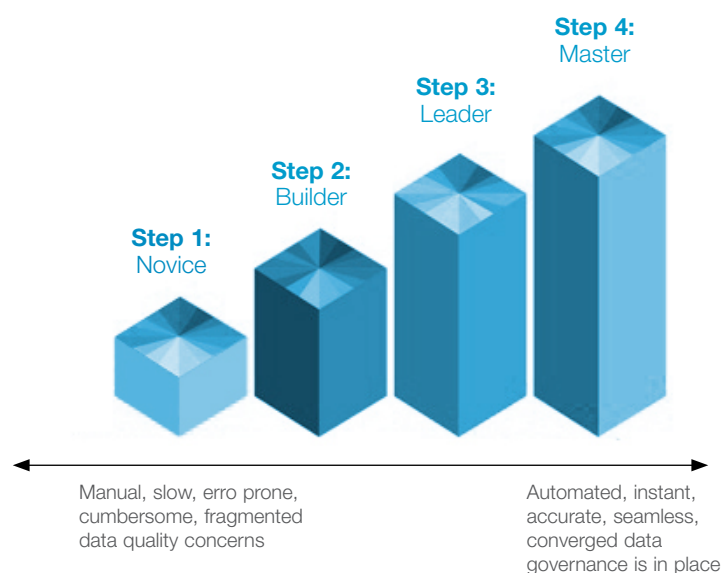 Step 1:
Novice
Step 2:
Builder
Step 3:
Leader
Step 4:
Master
Manual, slow, erro prone,
cumbersome, fragmented
data quality concerns
Automated, instant,
accurate, seamless,
converged data
governance is in place